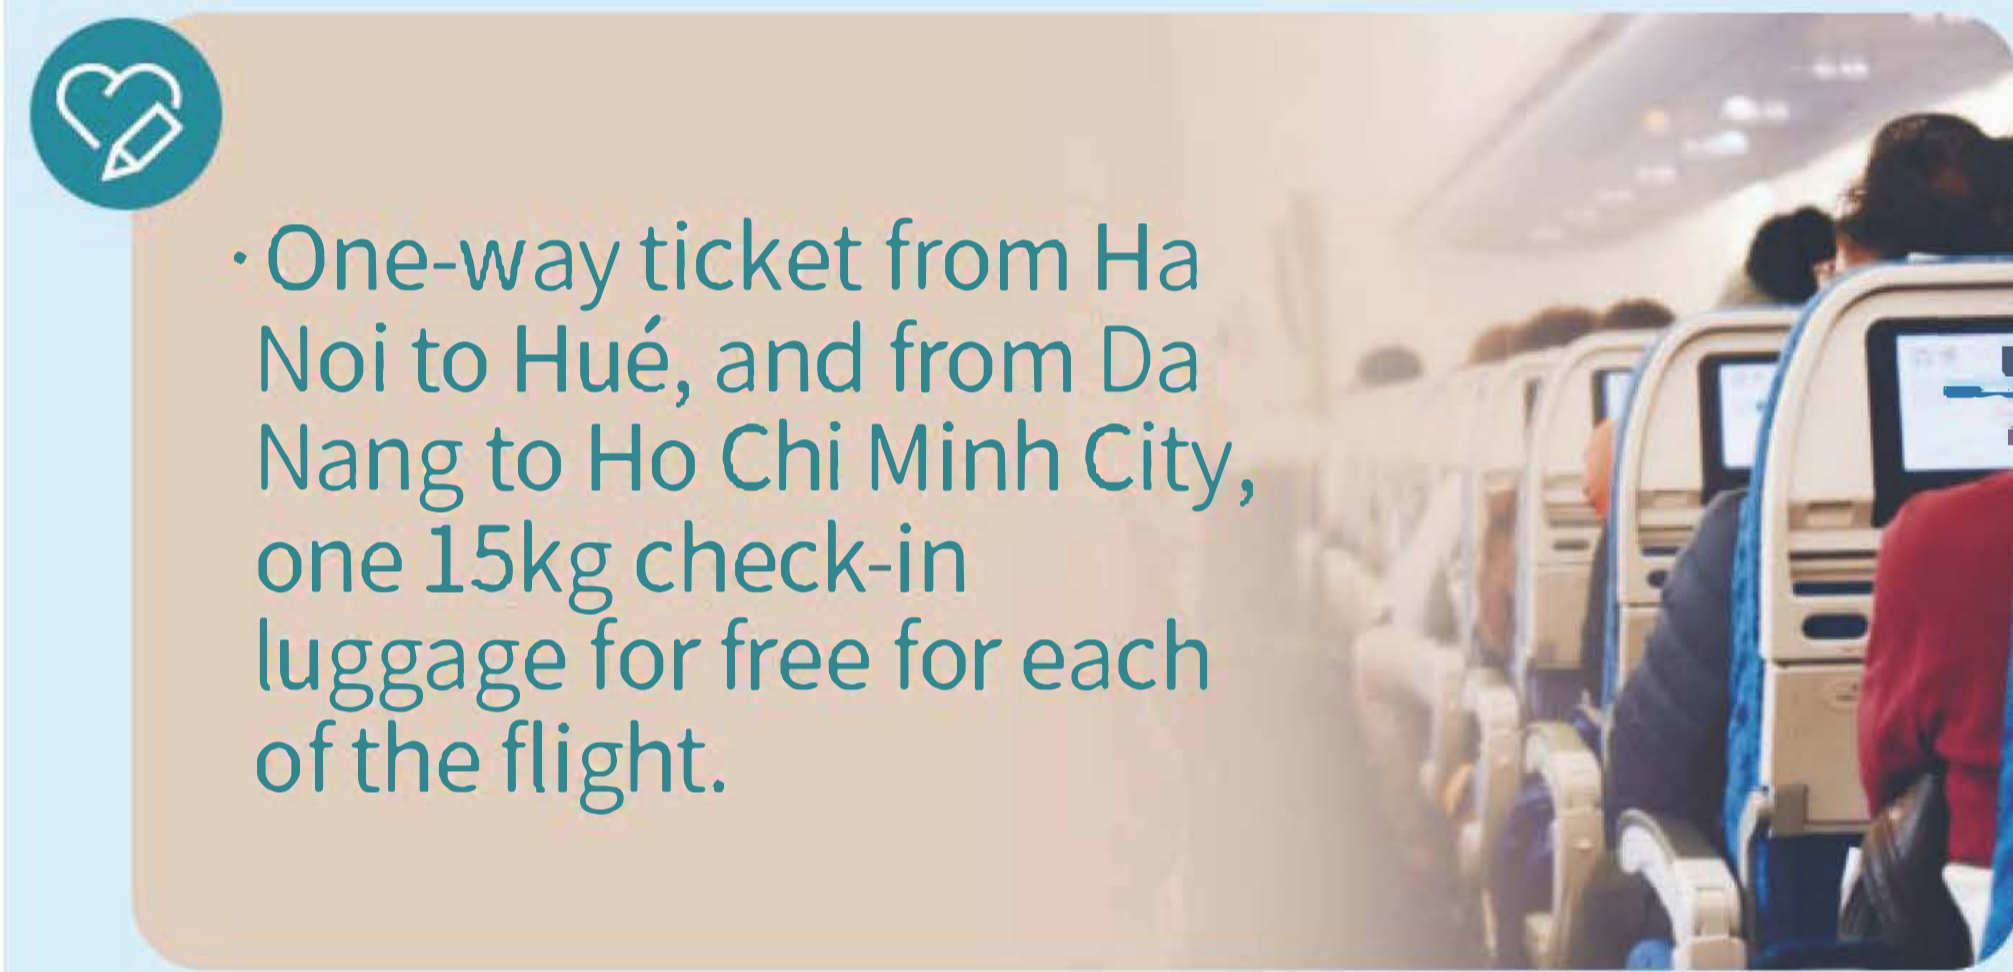 · One-way ticket from Ha
Noi to Hué, and from Da
Nang to Ho Chi Minh City,
one 15kg check-in
luggage for free for each
of the flight.